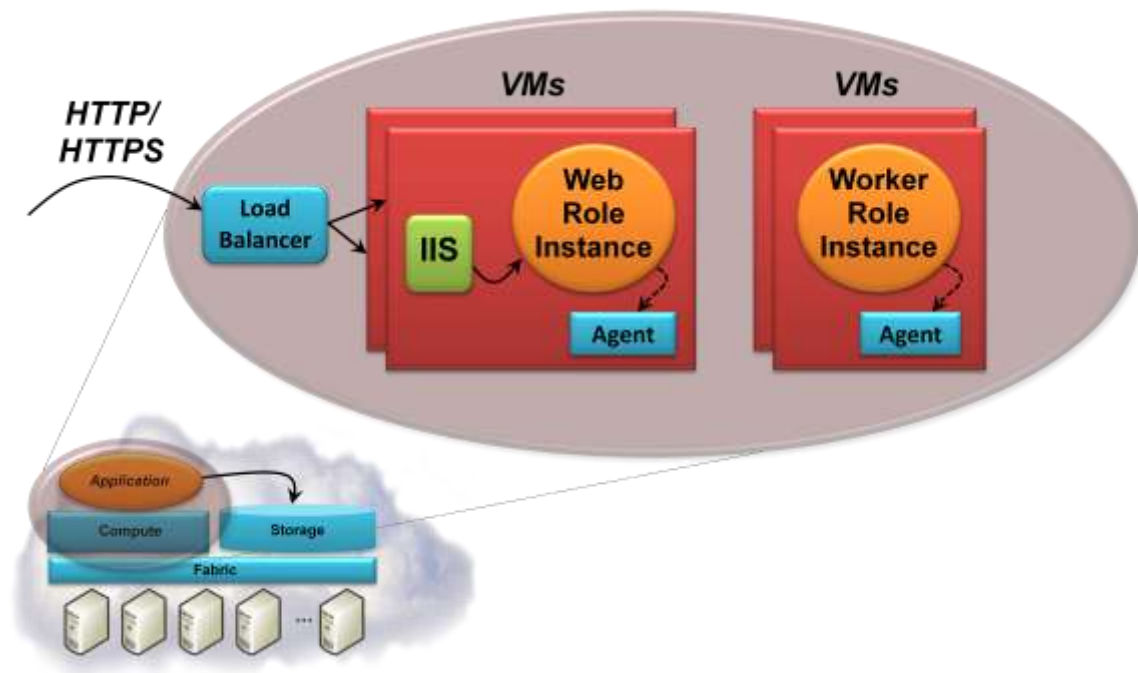 VMs
VMs
HTTP/
HTTPS
Load
Balancer
IIS
Web
Role
Instance
Agent
Worker
Role
Instance
Agent
Application
Compute
Storage
Fabric
...